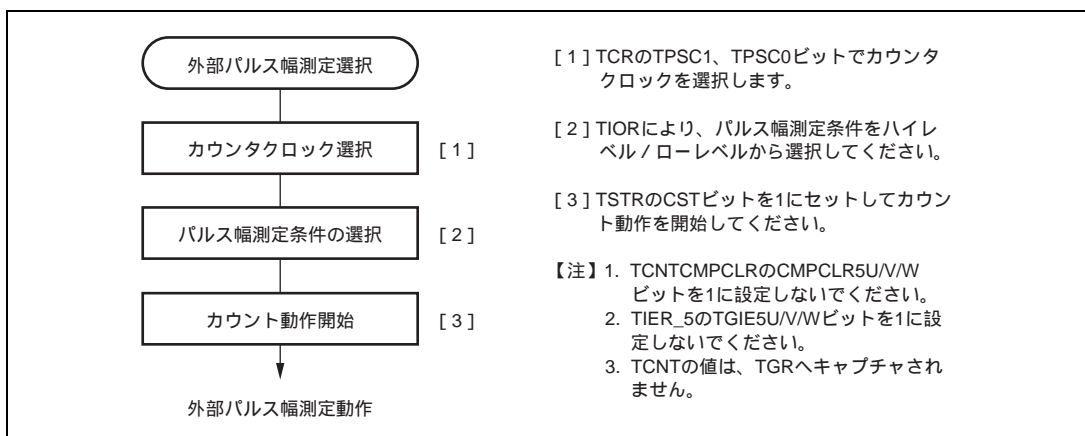 外部パルス幅測定選択
カウンタクロック選択 [ 1 ]
パルス幅測定条件の選択 [ 2 ]
カウント動作開始 [ 3 ]
外部パルス幅測定動作
[ 1 ] TCRのTPSC1、TPSC0ビットでカウンタ
クロックを選択します。
[ 2 ] TIORにより、パルス幅測定条件をハイレ
ベル / ローレベルから選択してください。
[ 3 ] TSTRのCSTビットを1にセットしてカウン
ト動作を開始してください。
【注】 1. TCNTCMPCLRのCMPCLR5U/V/W
ビットを1に設定しないでください。
2. TIER_5のTGIE5U/V/Wビットを1に設
定しないでください。
3. TCNTの値は、TGRへキャプチャされ
ません。